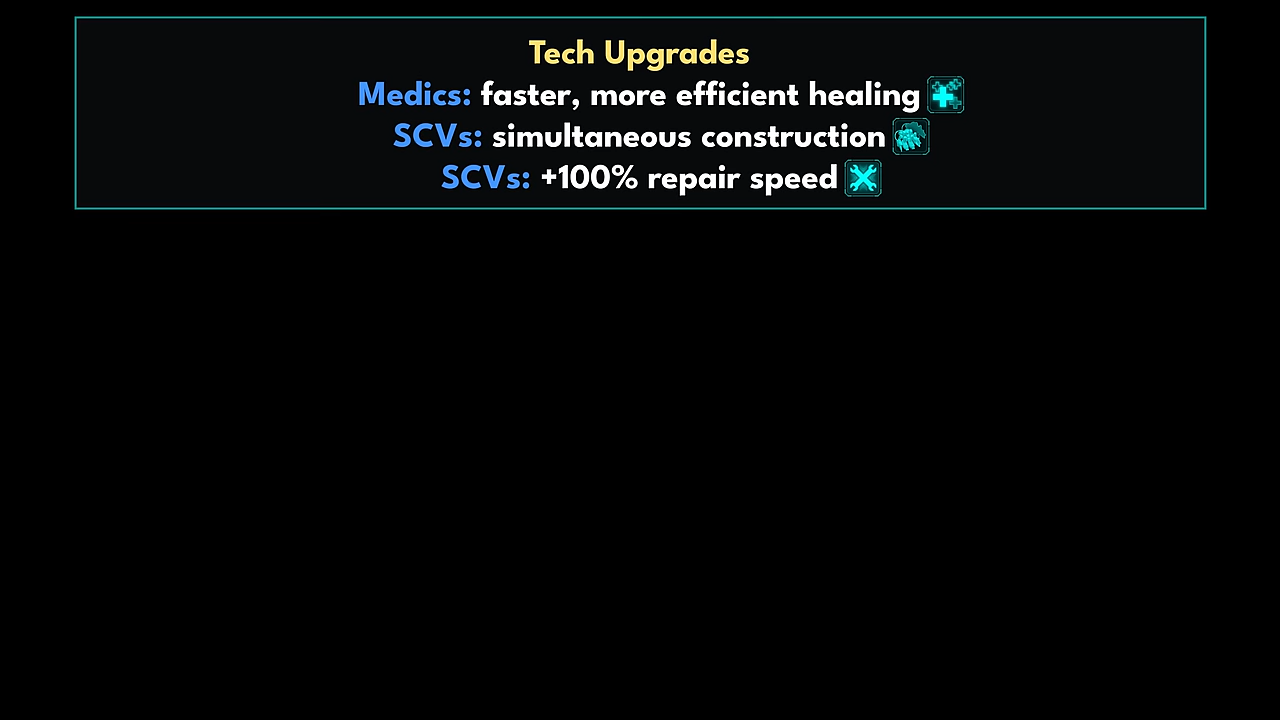 Tech Upgrades
Medics: faster, more efficient healing
SCVs: simultaneous construction
SCVs: +100% repair speed